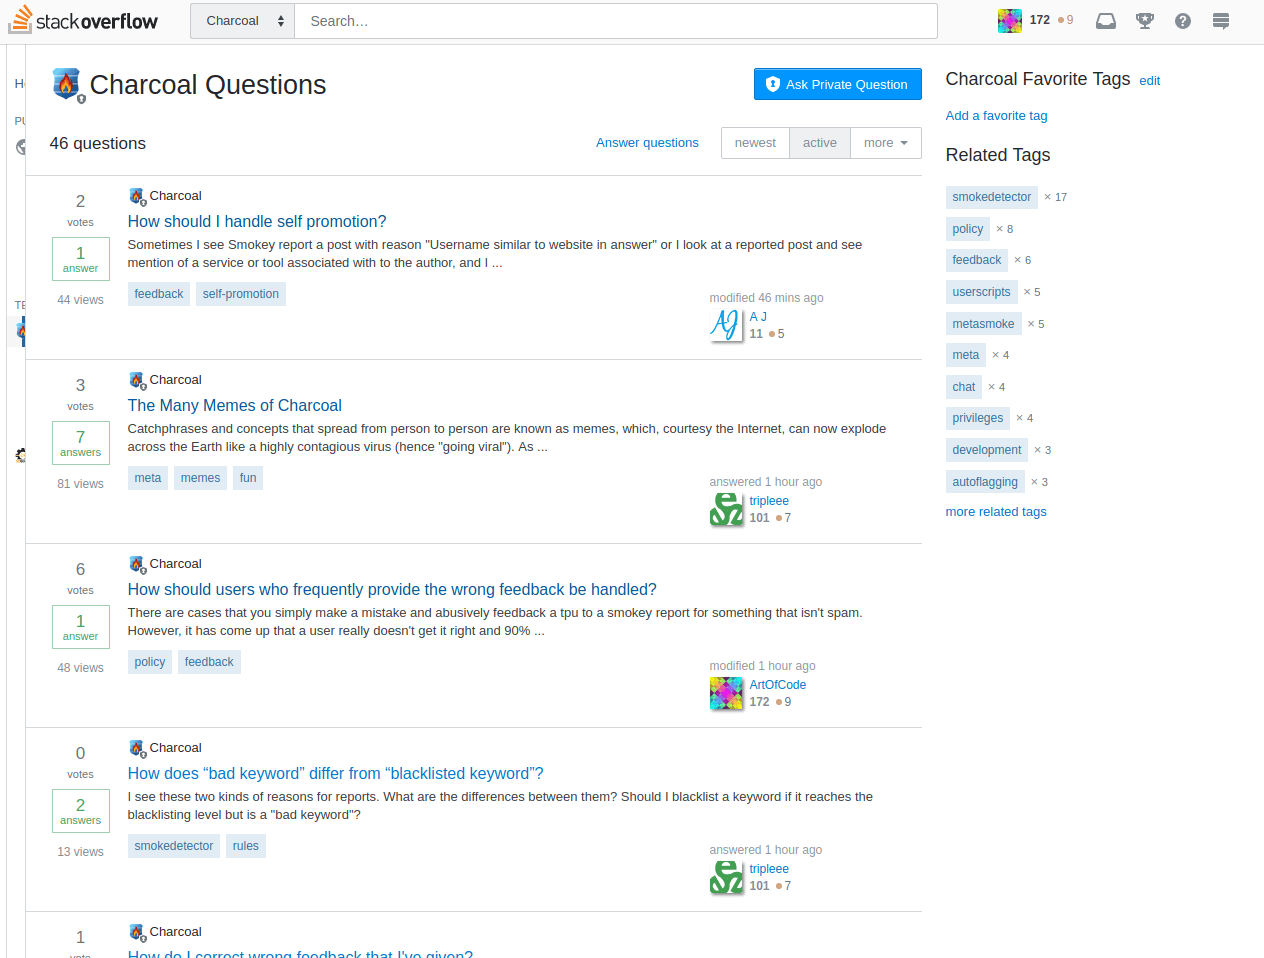 stackoverflow
Charcoal
Search…
172 9
Charcoal Questions
Ask Private Question
46 questions
Answer questions
newest
active
more
2
votes
1
answer
44 views
Charcoal
How should I handle self promotion?
Sometimes I see Smokey report a post with reason "Username similar to website in answer" or I look at a reported post and see
mention of a service or tool associated with to the author, and I ...
feedback
self-promotion
modified 46 mins ago
A J
11 5
3
votes
7
answers
81 views
Charcoal
The Many Memes of Charcoal
Catchphrases and concepts that spread from person to person are known as memes, which, courtesy the Internet, can now explode
across the Earth like a highly contagious virus (hence "going viral"). As ...
meta
memes
fun
answered 1 hour ago
tripleee
101 7
6
votes
1
answer
48 views
Charcoal
How should users who frequently provide the wrong feedback be handled?
There are cases that you simply make a mistake and abusively feedback a tpu to a smokey report for something that isn't spam.
However, it has come up that a user really doesn't get it right and 90% ...
policy
feedback
modified 1 hour ago
ArtOfCode
172 9
0
votes
2
answers
13 views
Charcoal
How does “bad keyword” differ from “blacklisted keyword”?
I see these two kinds of reasons for reports. What are the differences between them? Should I blacklist a keyword if it reaches the
blacklisting level but is a "bad keyword"?
smokedetector
rules
answered 1 hour ago
tripleee
101 7
1
vote
Charcoal
How do I correct wrong feedback that I've given?
Charcoal Favorite Tags edit
Add a favorite tag
Related Tags
smokedetector × 17
policy × 8
feedback × 6
userscripts × 5
metasmoke × 5
meta × 4
chat × 4
privileges × 4
development × 3
autoflagging × 3
more related tags